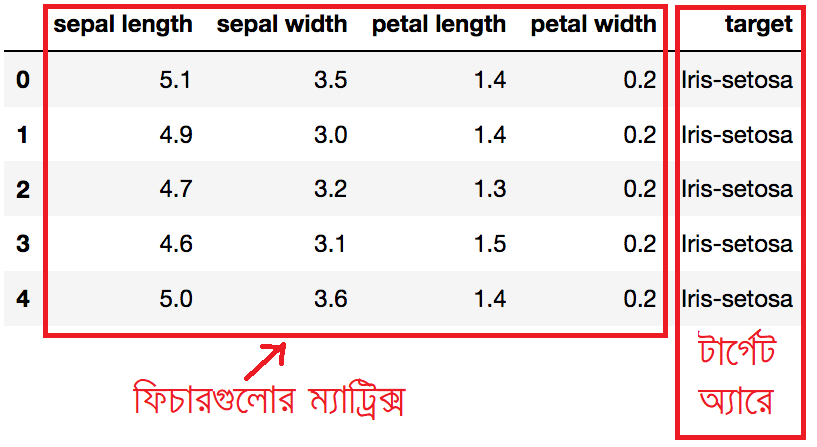 sepal length sepal width petal length petal width target
0 5.1 3.5 1.4 0.2 Iris-setosa
1 4.9 3.0 1.4 0.2 Iris-setosa
2 4.7 3.2 1.3 0.2 Iris-setosa
3 4.6 3.1 1.5 0.2 Iris-setosa
4 5.0 3.6 1.4 0.2 Iris-setosa
টার্গেট
অ্যারে
ফিচারগুলোর ম্যাট্রিক্স